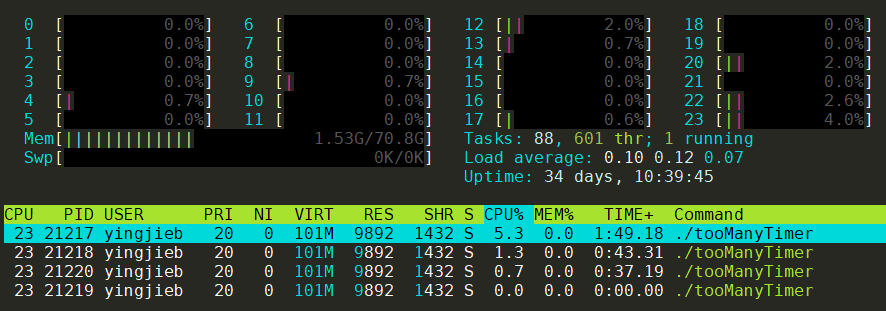 0 [ 0.0%] 6 [ 0.0%] 12 [|| 2.0%] 18 [ 0.0%]
1 [ 0.0%] 7 [ 0.0%] 13 [| 0.7%] 19 [ 0.0%]
2 [ 0.0%] 8 [ 0.0%] 14 [ 0.0%] 20 [|| 2.0%]
3 [ 0.0%] 9 [| 0.7%] 15 [ 0.0%] 21 [ 0.0%]
4 [| 0.7%] 10 [ 0.0%] 16 [ 0.0%] 22 [|| 2.6%]
5 [ 0.0%] 11 [ 0.0%] 17 [| 0.6%] 23 [|| 4.0%]
Mem[||||||||||||| 1.53G/70.8G] Tasks: 88, 601 thr; 1 running
Swp[ 0K/0K] Load average: 0.10 0.12 0.07
Uptime: 34 days, 10:39:45
CPU PID USER PRI NI VIRT RES SHR S CPU% MEM% TIME+ Command
23 21217 yingjieb 20 0 101M 9892 1432 S 5.3 0.0 1:49.18 ./tooManyTimer
23 21218 yingjieb 20 0 101M 9892 1432 S 1.3 0.0 0:43.31 ./tooManyTimer
23 21220 yingjieb 20 0 101M 9892 1432 S 0.7 0.0 0:37.19 ./tooManyTimer
23 21219 yingjieb 20 0 101M 9892 1432 S 0.0 0.0 0:00.00 ./tooManyTimer